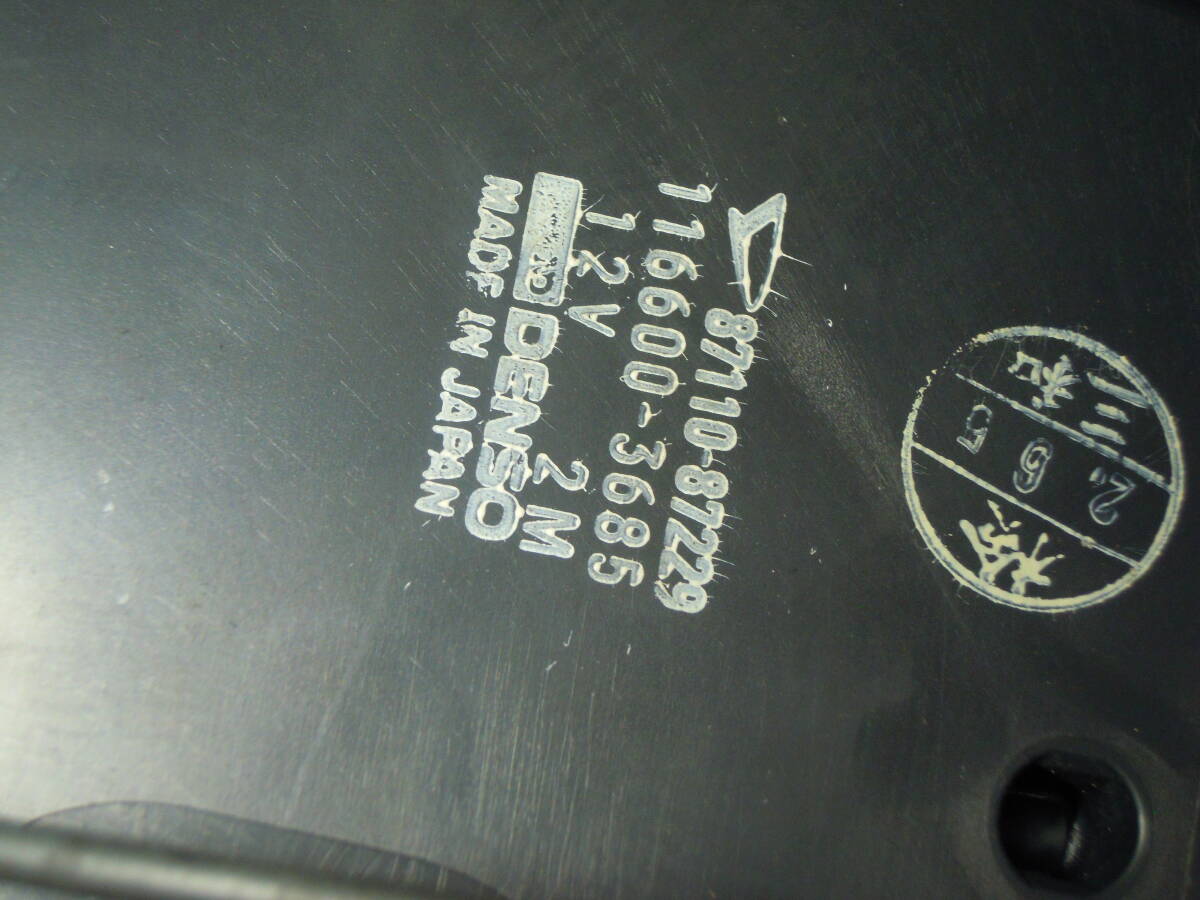 87110-87229
116600-3685
12V 2M
DENSO
MADE IN JAPAN
2. 6 5